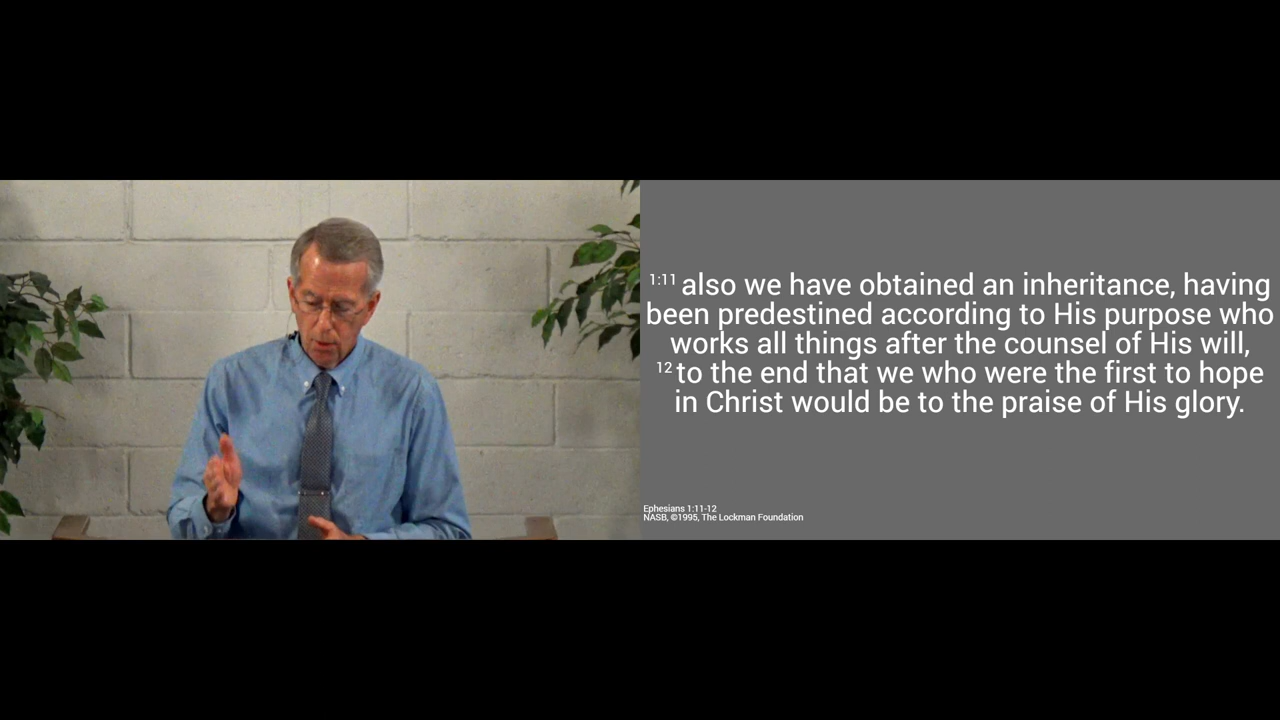 1:11 also we have obtained an inheritance, having
been predestined according to His purpose who
works all things after the counsel of His will,
12 to the end that we who were the first to hope
in Christ would be to the praise of His glory.
Ephesians 1:11-12
NASB, ©1995, The Lockman Foundation